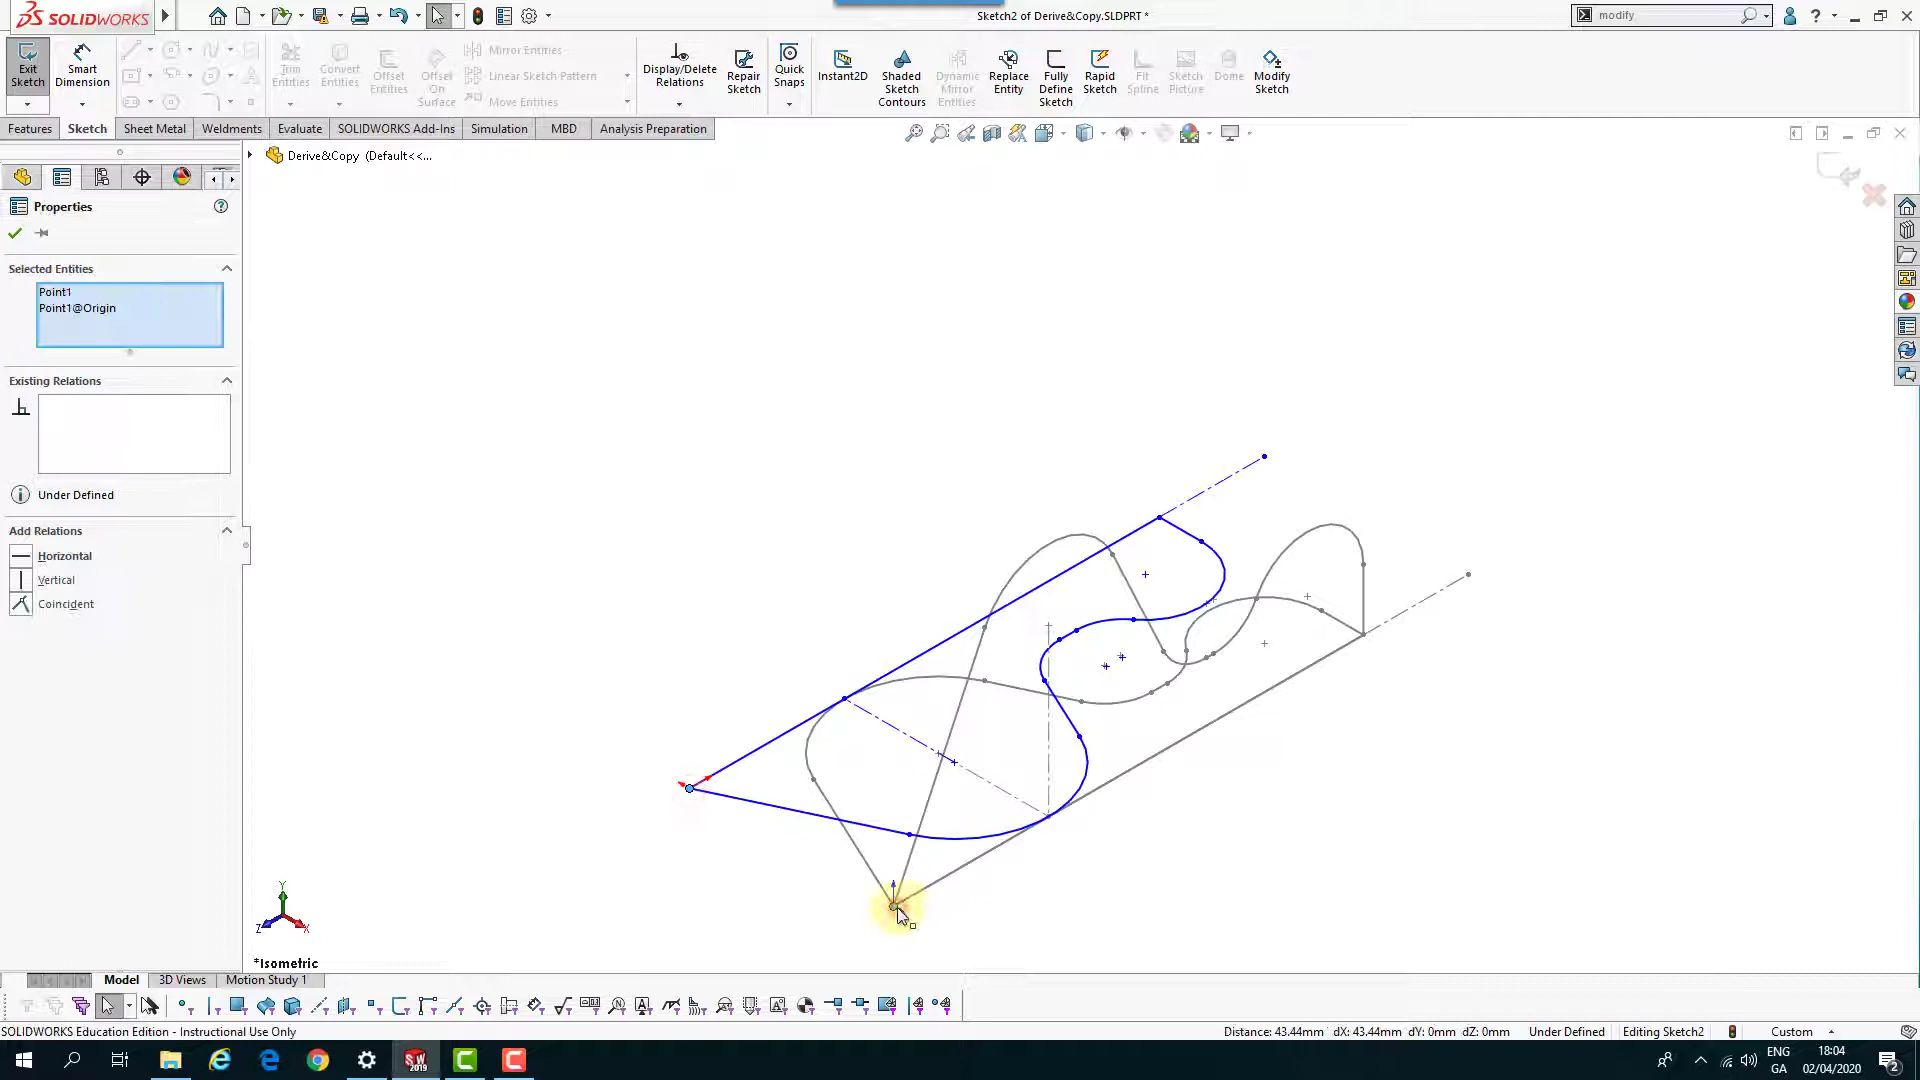 SOLIDWORKS
Sketch2 of Derive&Copy.SLDPRT *
modify
Exit Sketch
Smart Dimension
Trim Entities
Convert Entities
Offset Entities
Offset On Surface
Mirror Entities
Linear Sketch Pattern
Move Entities
Display/Delete Relations
Repair Sketch
Quick Snaps
Instant2D
Shaded Sketch Contours
Dynamic Mirror Entities
Replace Entity
Fully Define Sketch
Rapid Sketch
Fit Spline
Sketch Picture
Dome
Modify Sketch
Features
Sketch
Sheet Metal
Weldments
Evaluate
SOLIDWORKS Add-Ins
Simulation
MBD
Analysis Preparation
Derive&Copy (Default<<...
Properties
Selected Entities
Point1
Point1@Origin
Existing Relations
Under Defined
Add Relations
Horizontal
Vertical
Coincident
Y
Z
X
*Isometric
Model
3D Views
Motion Study 1
SOLIDWORKS Education Edition - Instructional Use Only
Distance: 43.44mm dX: 43.44mm dY: 0mm dZ: 0mm
Under Defined
Editing Sketch2
Custom
ENG
GA
18:04
02/04/2020
2